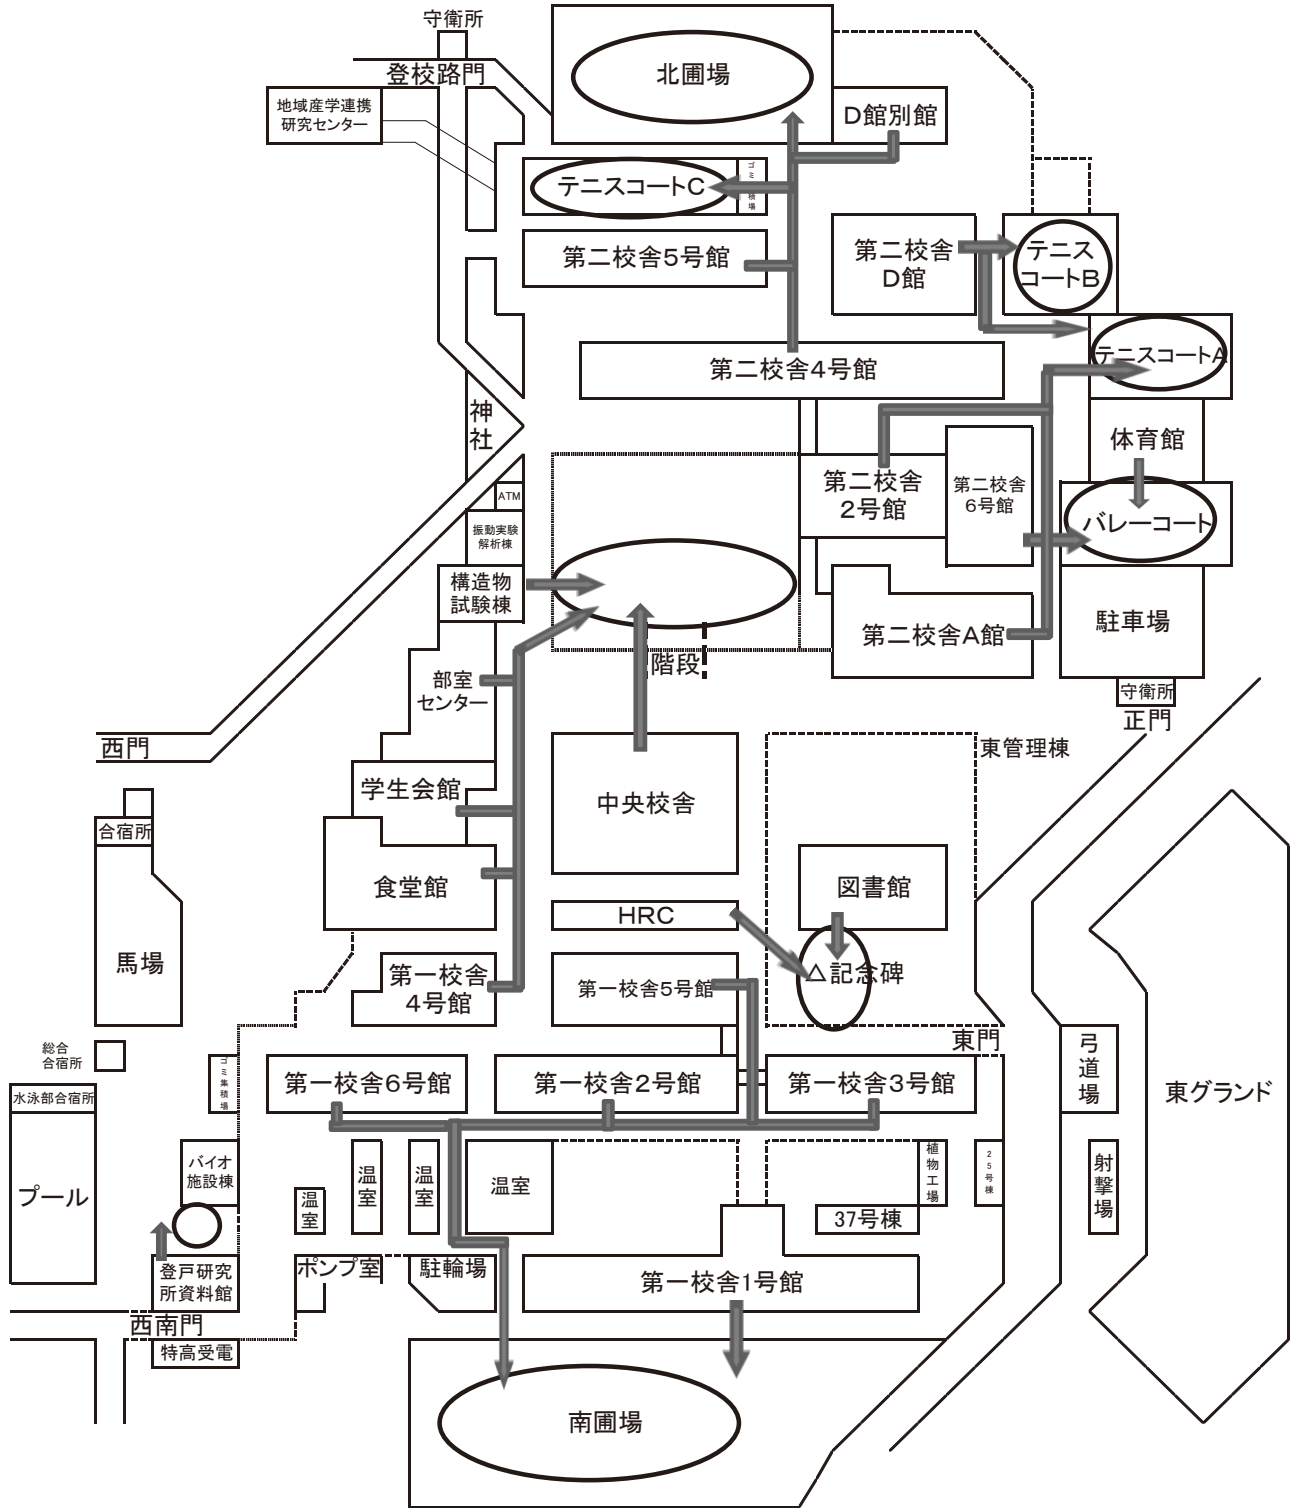 守衛所
登校路門
北圃場
地域産学連携
研究センター
D館別館
テニスコートC
ゴミ集積場
第二校舎5号館
第二校舎
D館
テニス
コートB
テニスコートA
第二校舎4号館
神
社
体育館
ATM
第二校舎
2号館
第二校舎
6号館
バレーコート
振動実験
解析棟
構造物
試験棟
第二校舎A館
駐車場
階段
部室
センター
守衛所
正門
西門
東管理棟
学生会館
中央校舎
合宿所
食堂館
図書館
HRC
馬場
第一校舎
4号館
第一校舎5号館
△記念碑
東門
総合
合宿所
ゴミ集積場
第一校舎6号館
第一校舎2号館
第一校舎3号館
弓道場
東グランド
水泳部合宿所
プール
バイオ
施設棟
温室
温室
温室
温室
植物工場
25号棟
射撃場
37号棟
登戸研究
所資料館
ポンプ室
駐輪場
第一校舎1号館
西南門
特高受電
南圃場